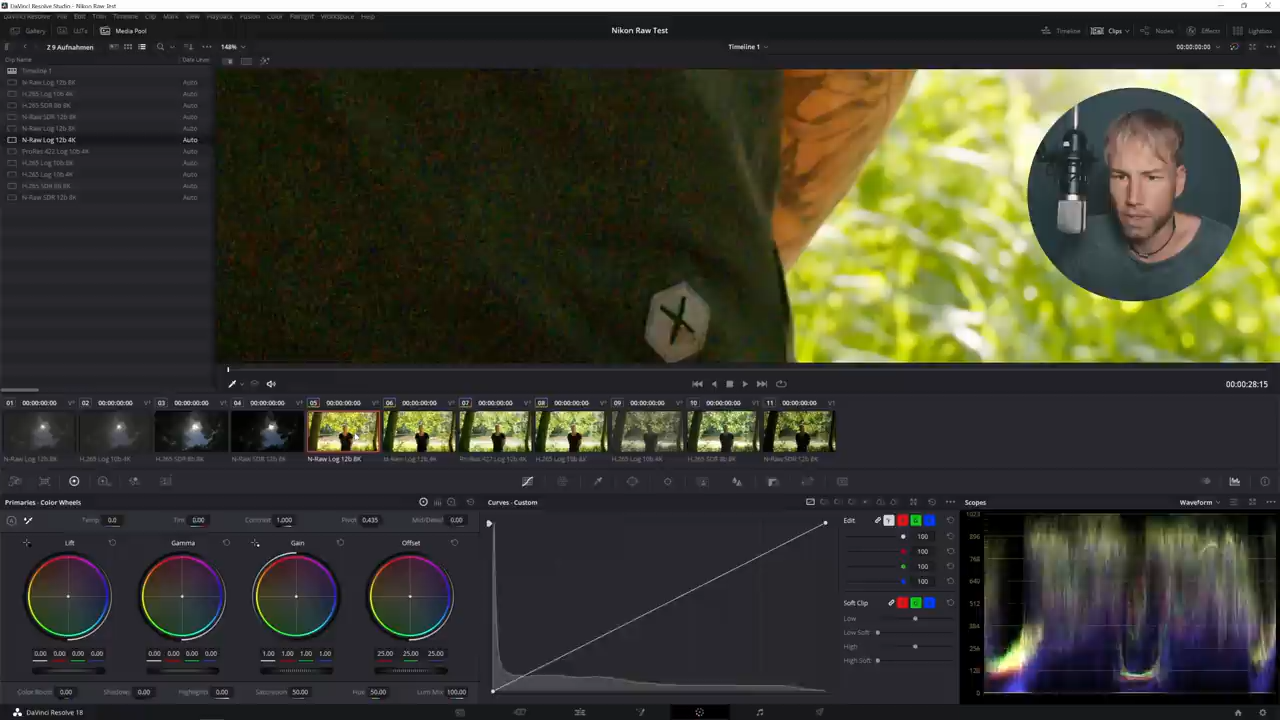 DaVinci Resolve Studio - Nikon Raw Test
DaVinci Resolve File Edit Trim Timeline Clip Mark View Playback Fusion Color Fairlight Workspace Help
Gallery LUTs Media Pool
Nikon Raw Test
Timeline Clips Nodes Effects Lightbox
Z 9 Aufnahmen
148%
Timeline 1
00:00:00:00
Clip Name
Timeline 1
N-Raw Log 12b 8K Auto
H.265 Log 10b 4K Auto
H.265 SDR 8b 8K Auto
N-Raw SDR 12b 8K Auto
N-Raw Log 12b 8K Auto
N-Raw Log 12b 4K Auto
ProRes 422 Log 10b 4K Auto
H.265 Log 10b 8K Auto
H.265 Log 10b 4K Auto
H.265 SDR 8b 8K Auto
N-Raw SDR 12b 8K Auto
X
00:00:28:15
01 00:00:00:00 V1
02 00:00:00:00 V1
03 00:00:00:00 V1
04 00:00:00:00 V1
05 00:00:00:00
06 00:00:00:00
07 00:00:00:00
08 00:00:00:00
09 00:00:00:00
10 00:00:00:00
11 00:00:00:00
N-Raw Log 12b 8K
H.265 Log 10b 4K
H.265 SDR 8b 8K
N-Raw SDR 12b 8K
N-Raw Log 12b 8K
N-Raw Log 12b 4K
ProRes 422 Log 10b 4K
H.265 Log 10b 8K
H.265 Log 10b 4K
H.265 SDR 8b 8K
N-Raw SDR 12b 8K
Primaries - Color Wheels
Curves - Custom
Scopes
Waveform
Temp 0.0 Tint 0.00 Contrast 1.000 Pivot 0.435 Mid/Detail 0.00
Edit Y
Lift Gamma Gain Offset
100
100
100
100
Soft Clip
Low
Low Soft
High
High Soft
0.00 0.00 0.00 0.00
0.00 0.00 0.00 0.00
1.00 1.00 1.00 1.00
25.00 25.00 25.00
Color Boost 0.00 Shadows 0.00 Highlights 0.00 Saturation 50.00 Hue 50.00 Lum Mix 100.00
1023
896
768
640
512
384
256
128
0
DaVinci Resolve 18